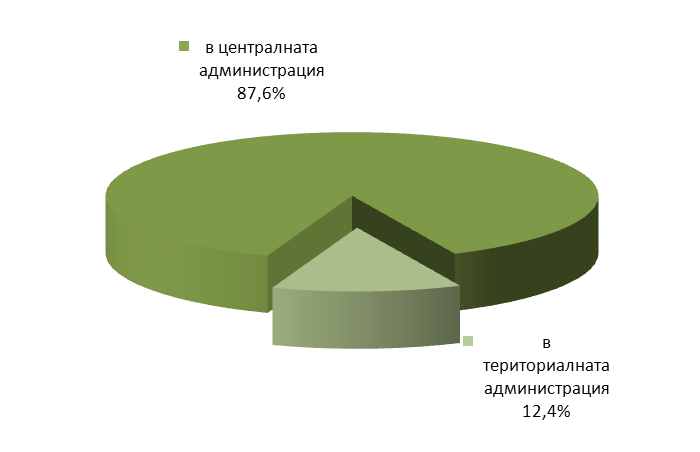 в централната
администрация
87,6%
в
териториалната
администрация
12,4%